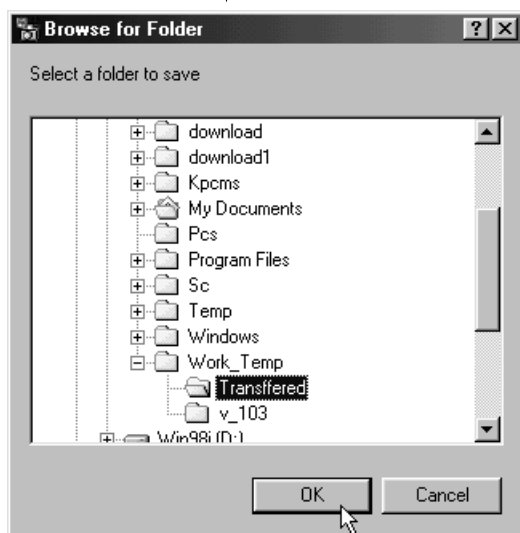 Browse for Folder
Select a folder to save
download
download1
Kpcms
My Documents
Pcs
Program Files
Sc
Temp
Windows
Work_Temp
Transffered
v_103
Win98i (D:)
OK Cancel